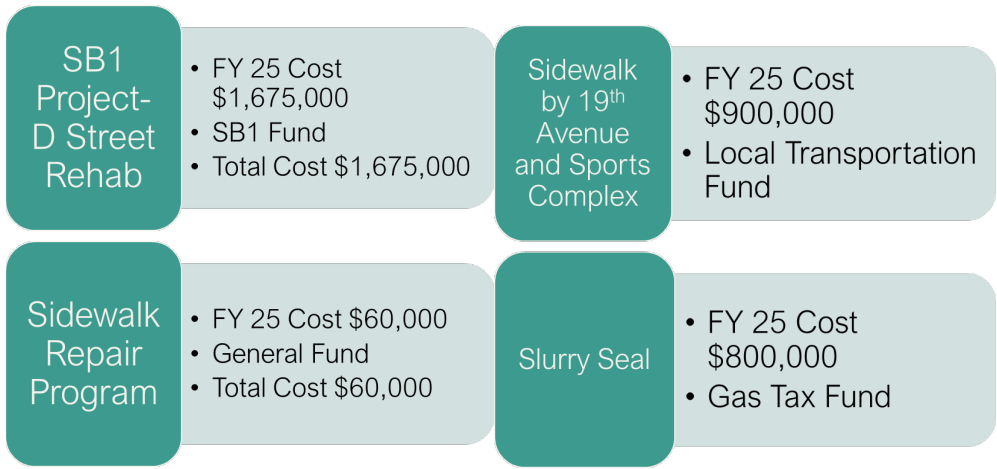 SB1
Project-
D Street
Rehab
• FY 25 Cost
$1,675,000
• SB1 Fund
• Total Cost $1,675,000
Sidewalk
by 19th
Avenue
and Sports
Complex
• FY 25 Cost
$900,000
• Local Transportation
Fund
Sidewalk
Repair
Program
• FY 25 Cost $60,000
• General Fund
• Total Cost $60,000
Slurry Seal
• FY 25 Cost
$800,000
• Gas Tax Fund